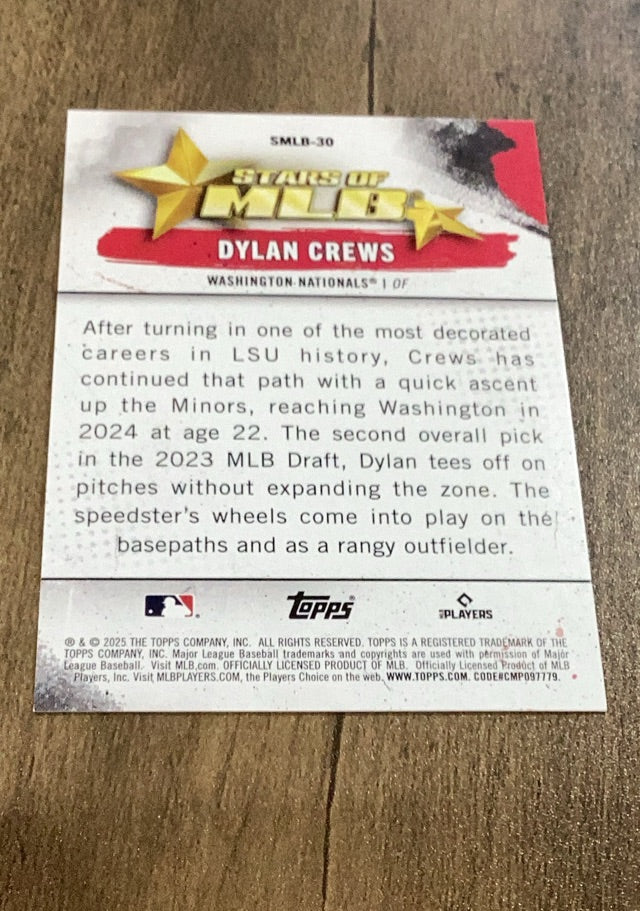 SMLB-30
STARS OF
MLB
DYLAN CREWS
WASHINGTON NATIONALS® | OF
After turning in one of the most decorated
careers in LSU history, Crews has
continued that path with a quick ascent
up the Minors, reaching Washington in
2024 at age 22. The second overall pick
in the 2023 MLB Draft, Dylan tees off on
pitches without expanding the zone. The
speedster's wheels come into play on the
basepaths and as a rangy outfielder.
topps®
PLAYERS
® & © 2025 THE TOPPS COMPANY, INC. ALL RIGHTS RESERVED. TOPPS IS A REGISTERED TRADEMARK OF THE
TOPPS COMPANY, INC. Major League Baseball trademarks and copyrights are used with permission of Major
League Baseball. Visit MLB.com. OFFICIALLY LICENSED PRODUCT OF MLB. Officially Licensed Product of MLB
Players, Inc. Visit MLBPLAYERS.COM, the Players Choice on the web. WWW.TOPPS.COM. CODE#CMP097779.